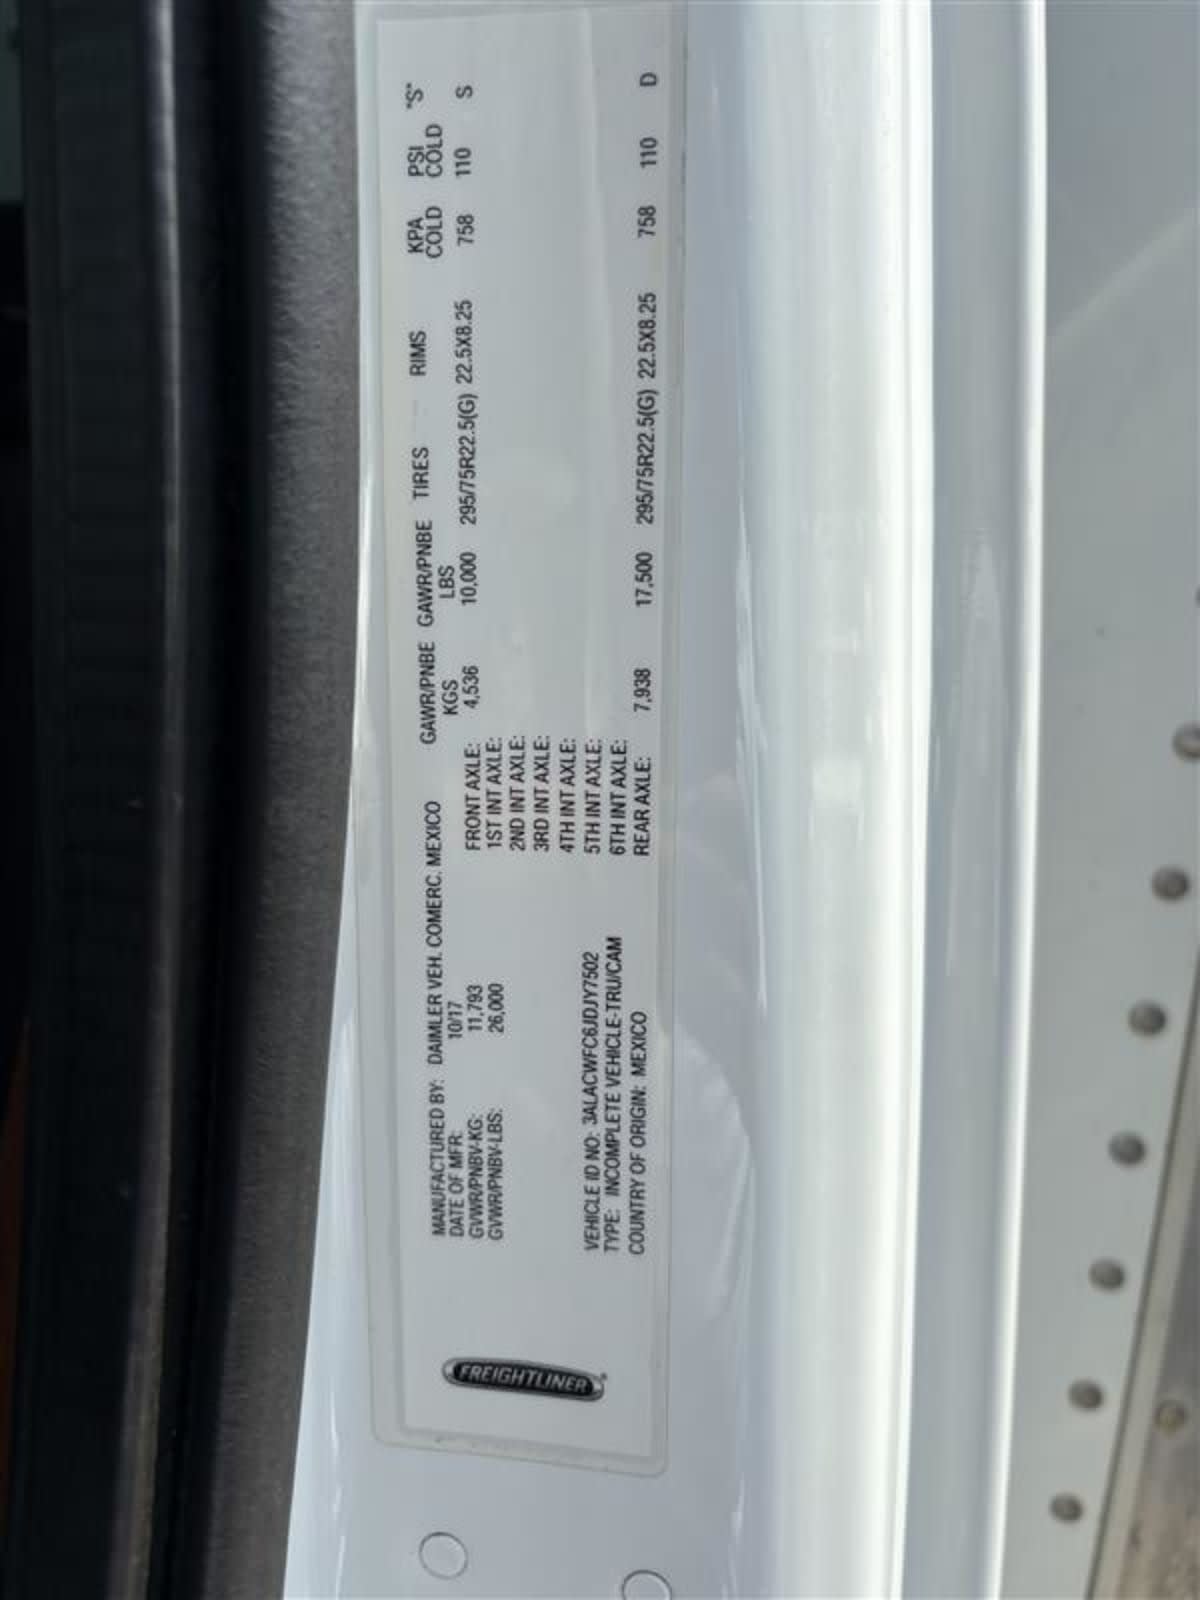 FREIGHTLINER
MANUFACTURED BY: DAIMLER VEH. COMERC. MEXICO
DATE OF MFR: 10/17
GVWR/PNBV-KG: 11,793
GVWR/PNBV-LBS: 26,000
VEHICLE ID NO: 3ALACWFC6JDJY7502
TYPE: INCOMPLETE VEHICLE-TRU/CAM
COUNTRY OF ORIGIN: MEXICO
GAWR/PNBE GAWR/PNBE TIRES RIMS KPA PSI "S"
KGS LBS COLD COLD
FRONT AXLE: 4,536 10,000 295/75R22.5(G) 22.5X8.25 758 110 S
1ST INT AXLE:
2ND INT AXLE:
3RD INT AXLE:
4TH INT AXLE:
5TH INT AXLE:
6TH INT AXLE:
REAR AXLE: 7,938 17,500 295/75R22.5(G) 22.5X8.25 758 110 D